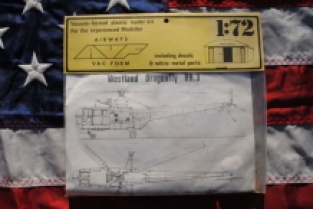 Vacuum-formed plastic model kit
For the experienced Modeller
1:72
AIRWAYS
VAC FORM
including decals
& white metal parts
Westland Dragonfly HR.3